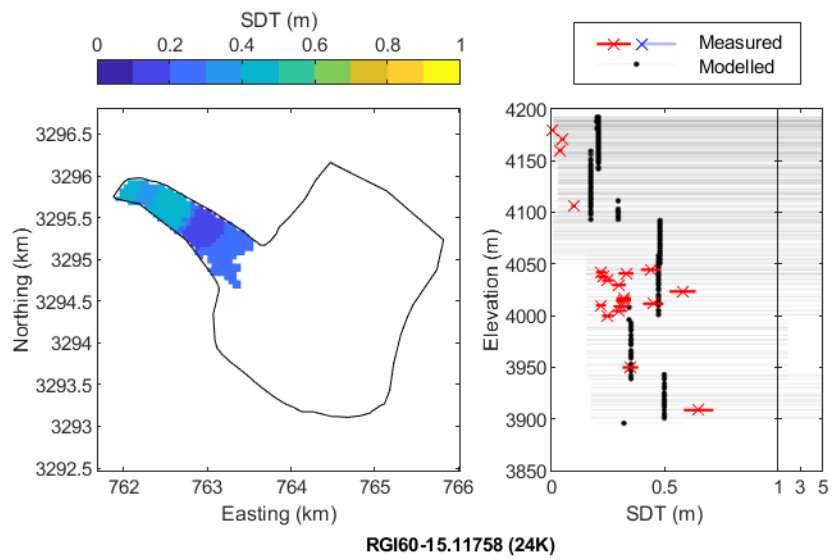 SDT (m)
0 0.2 0.4 0.6 0.8 1
Measured
Modelled
3296.5
3296
3295.5
3295
3294.5
3294
3293.5
3293
3292.5
Northing (km)
762 763 764 765 766
Easting (km)
4200
4150
4100
4050
4000
3950
3900
3850
Elevation (m)
0 0.5 1 3 5
SDT (m)
RGI60-15.11758 (24K)